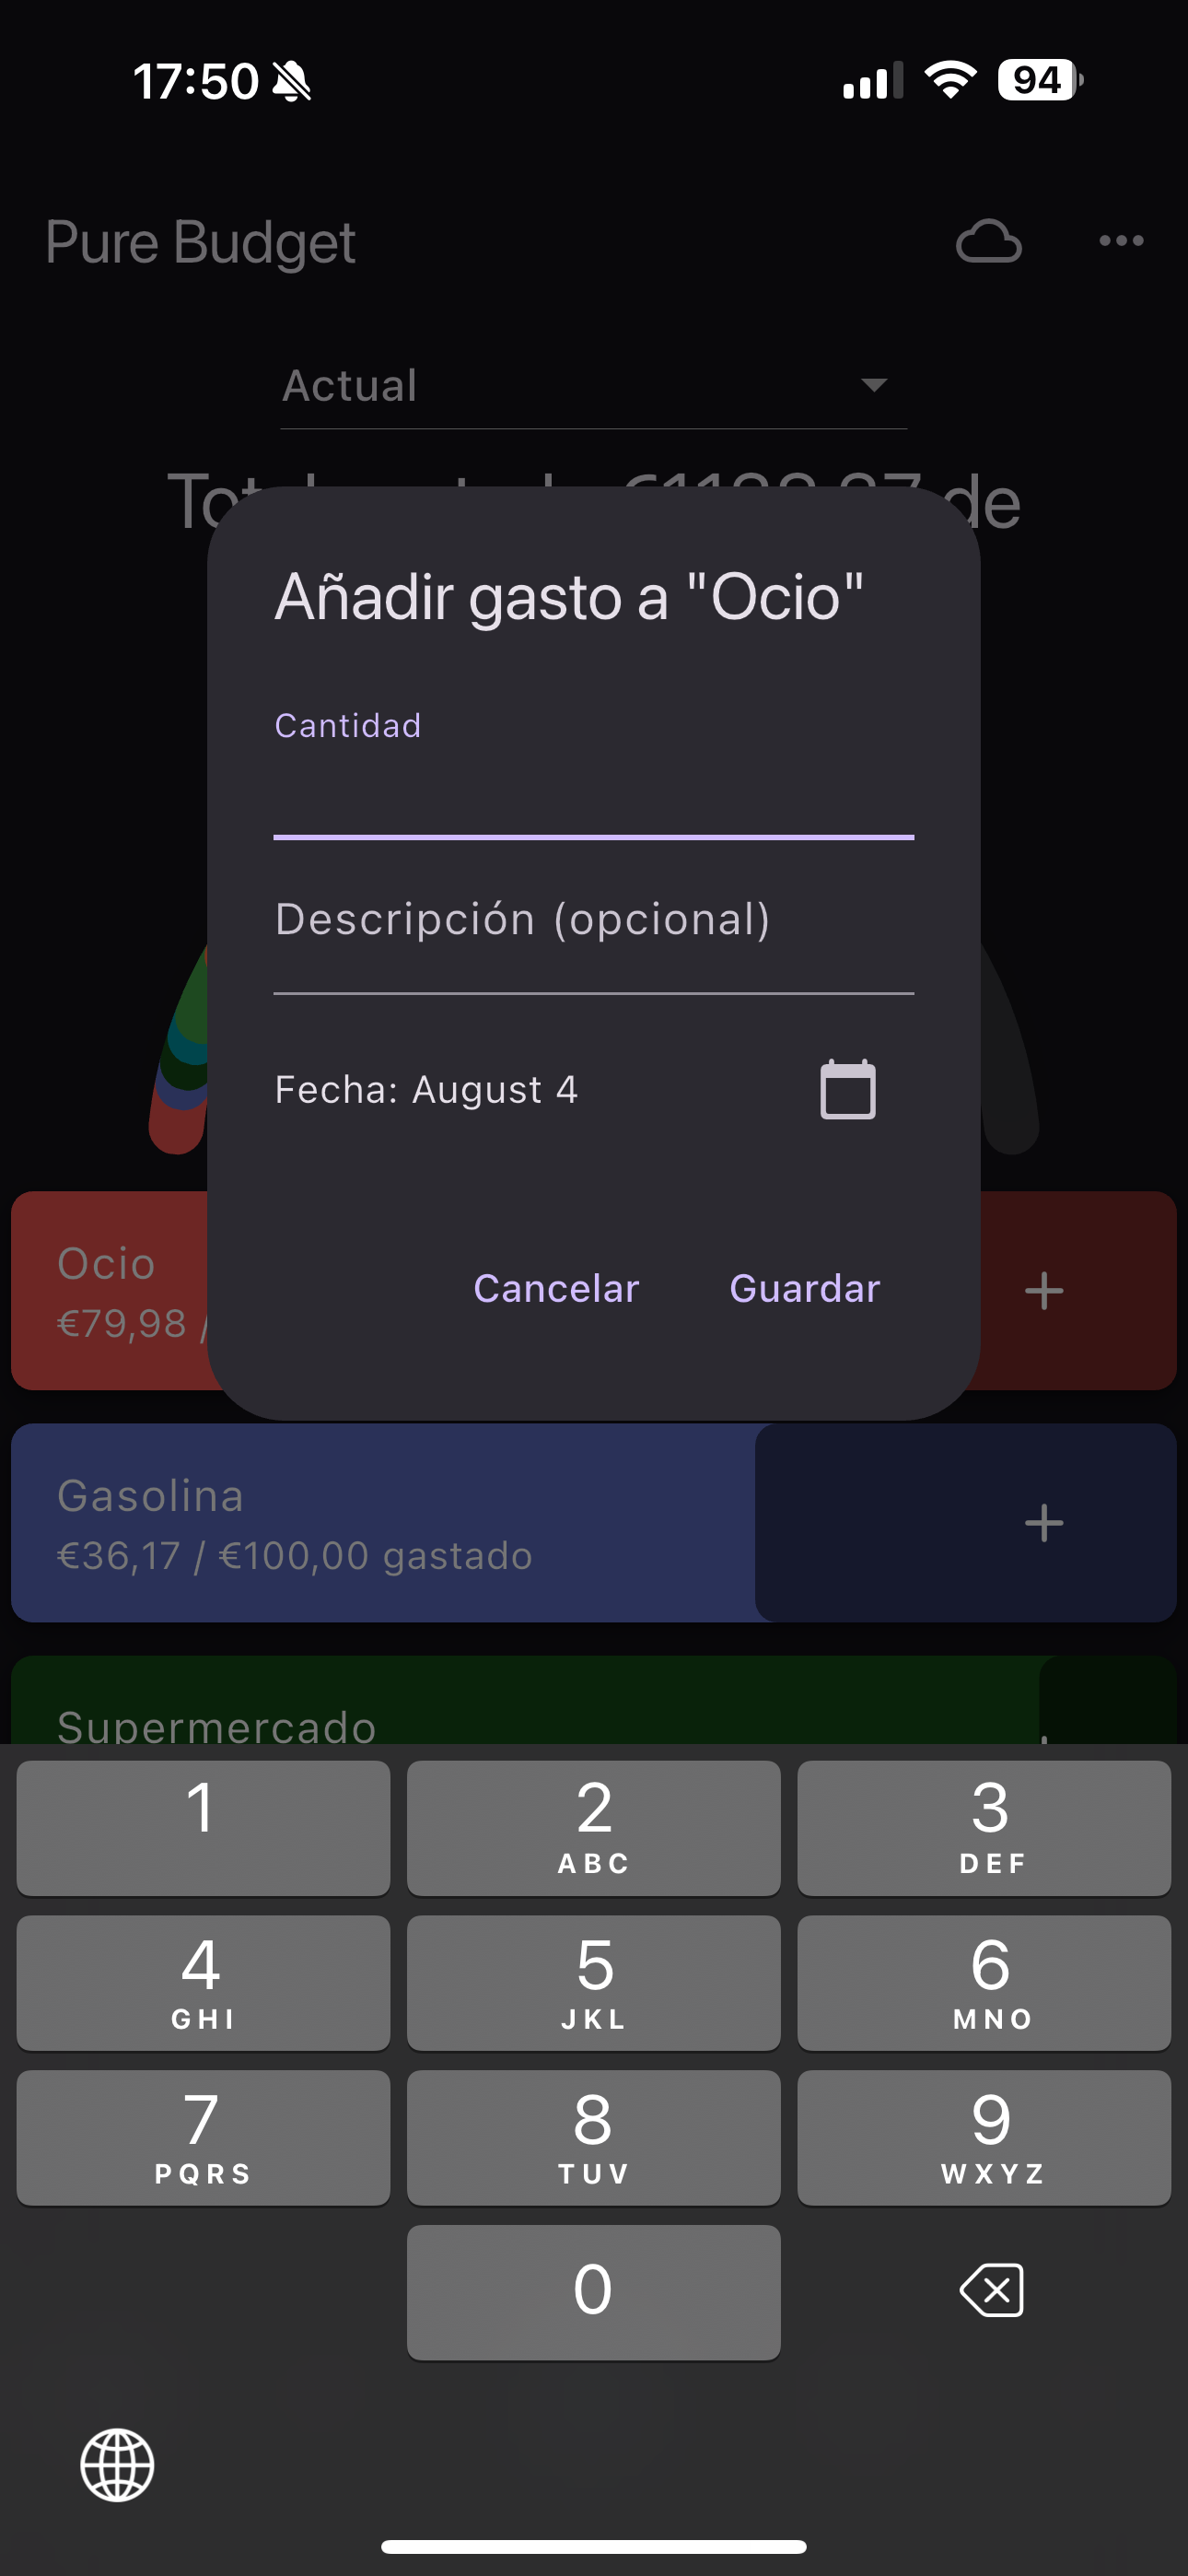 17:50
94
Pure Budget
Actual
de
Añadir gasto a "Ocio"
Cantidad
Descripción (opcional)
Fecha: August 4
Cancelar Guardar
Ocio
€79,98 /
Gasolina
€36,17 / €100,00 gastado
Supermercado
1
2
ABC
3
DEF
4
GHI
5
JKL
6
MNO
7
PQRS
8
TUV
9
WXYZ
0